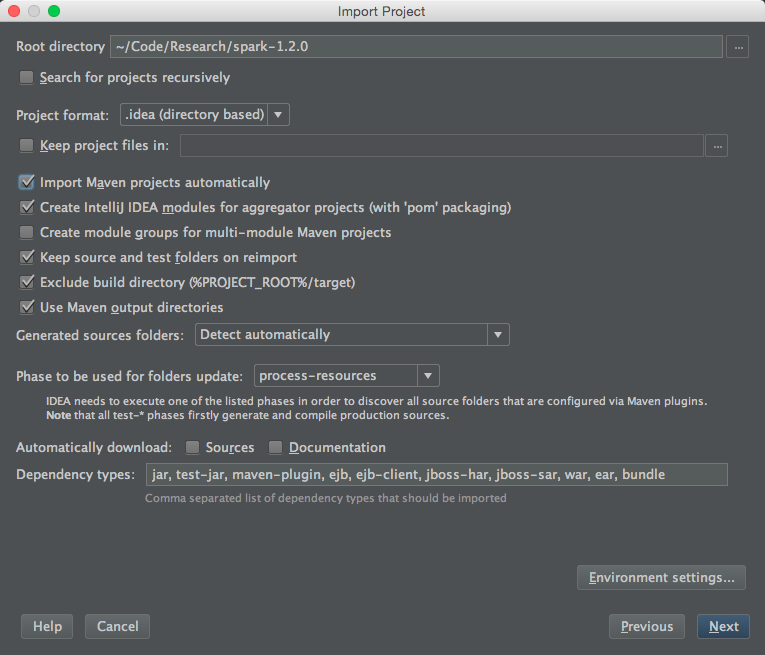 Import Project
Root directory ~/Code/Research/spark-1.2.0 ...
Search for projects recursively
Project format: .idea (directory based)
Keep project files in: ...
Import Maven projects automatically
Create IntelliJ IDEA modules for aggregator projects (with 'pom' packaging)
Create module groups for multi-module Maven projects
Keep source and test folders on reimport
Exclude build directory (%PROJECT_ROOT%/target)
Use Maven output directories
Generated sources folders: Detect automatically
Phase to be used for folders update: process-resources
IDEA needs to execute one of the listed phases in order to discover all source folders that are configured via Maven plugins.
Note that all test-* phases firstly generate and compile production sources.
Automatically download: Sources Documentation
Dependency types: jar, test-jar, maven-plugin, ejb, ejb-client, jboss-har, jboss-sar, war, ear, bundle
Comma separated list of dependency types that should be imported
Environment settings...
Help Cancel Previous Next